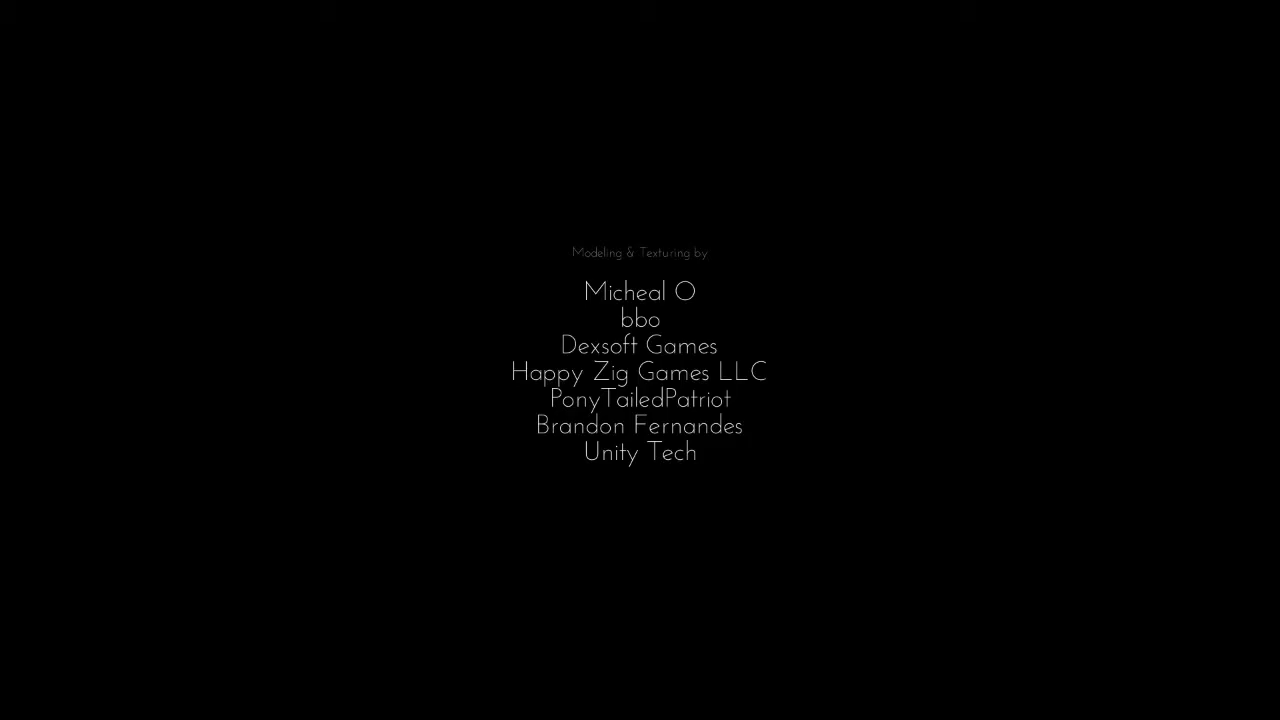 Modeling & Texturing by
Micheal O
bbo
Dexsoft Games
Happy Zig Games LLC
PonyTailedPatriot
Brandon Fernandes
Unity Tech